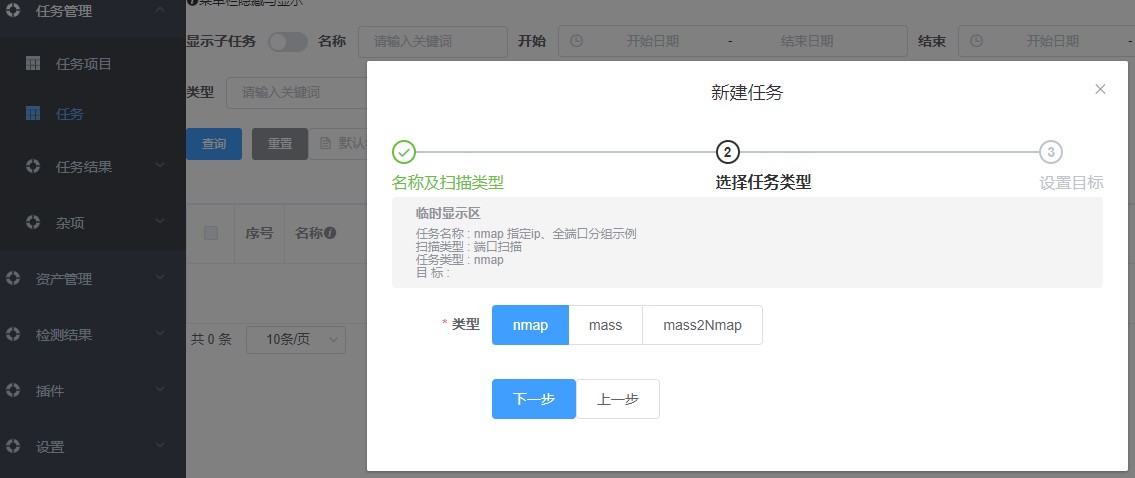 任务管理
菜单栏隐藏与显示
显示子任务 名称 请输入关键词 开始 开始日期 - 结束日期 结束 开始日期 -
任务项目
类型 请输入关键词
新建任务
任务
查询 重置 默认
2 3
任务结果
名称及扫描类型 选择任务类型 设置目标
临时显示区
杂项
序号 名称
任务名称 : nmap 指定ip、全端口分组示例
扫描类型 : 端口扫描
任务类型 : nmap
目 标 :
资产管理
* 类型 nmap mass mass2Nmap
检测结果
共 0 条 10条/页
插件
下一步 上一步
设置